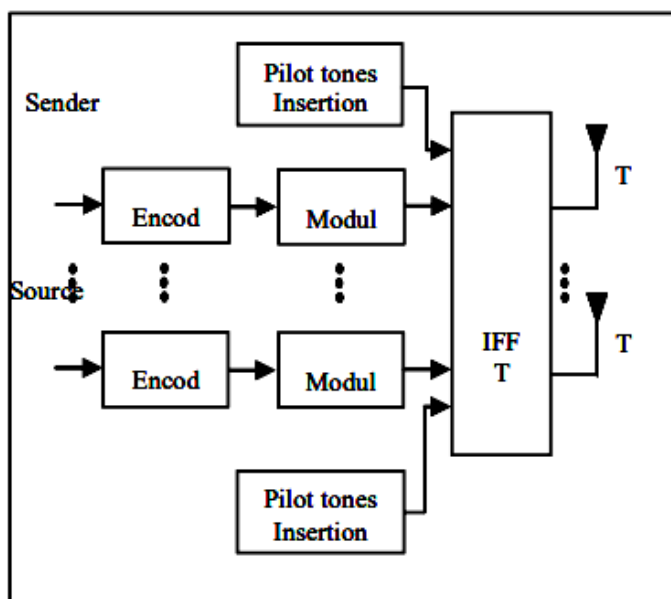 Pilot tones
Insertion
Sender
T
Encod
Modul
Source
T
Encod
Modul
IFF
T
Pilot tones
Insertion